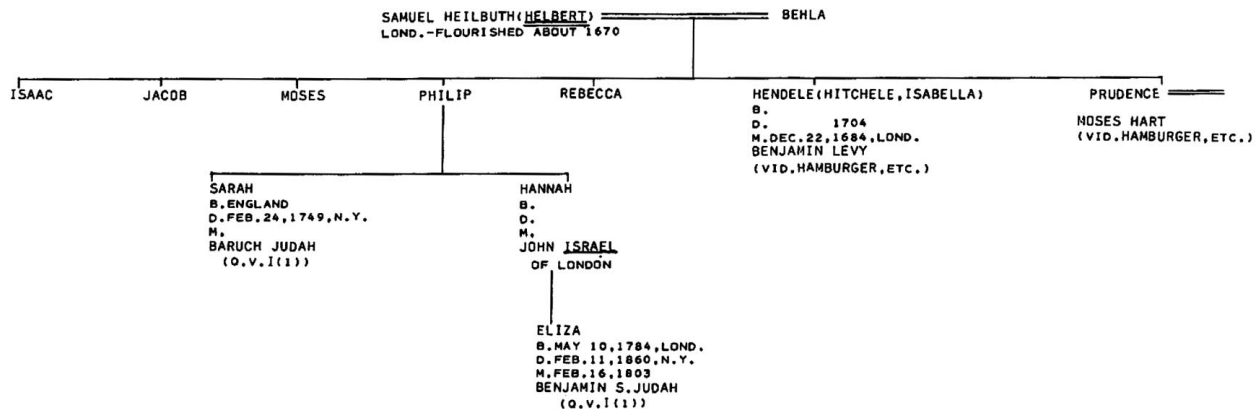 SAMUEL HEILBUTH(HELBERT) BEHLA
LOND.-FLOURISHED ABOUT 1670
ISAAC JACOB MOSES PHILIP REBECCA HENDELE(HITCHELE,ISABELLA) PRUDENCE
B.
D. 1704
M.DEC.22,1684,LOND.
BENJAMIN LEVY
(VID.HAMBURGER,ETC.)
MOSES HART
(VID.HAMBURGER,ETC.)
SARAH
B.ENGLAND
D.FEB.24,1749,N.Y.
M.
BARUCH JUDAH
(Q.V.I(1))
HANNAH
B.
D.
M.
JOHN ISRAEL
OF LONDON
ELIZA
B.MAY 10,1784,LOND.
D.FEB.11,1860,N.Y.
M.FEB.16,1803
BENJAMIN S.JUDAH
(Q.V.I(1))